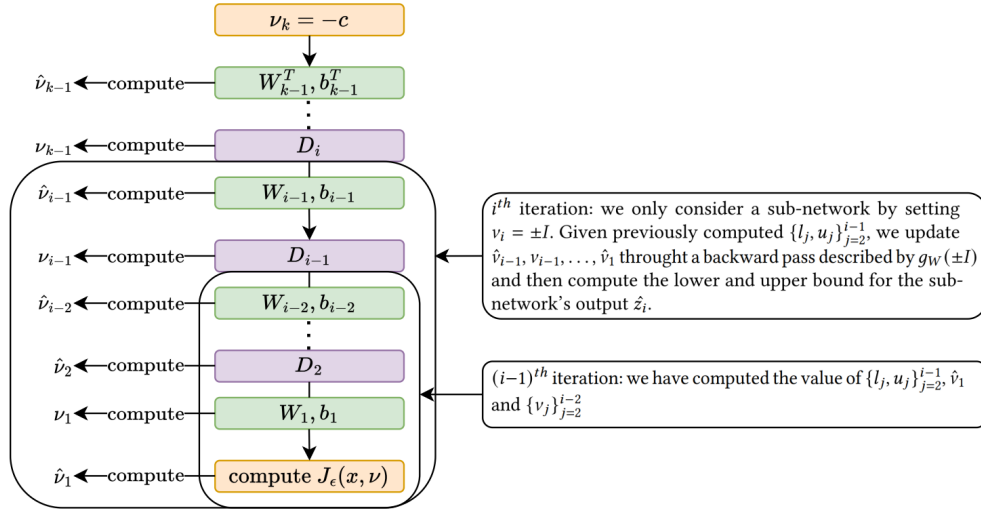 ν_k = −c
ν̂_{k−1} compute W^T_{k−1}, b^T_{k−1}
ν_{k−1} compute D_i
ν̂_{i−1} compute W_{i−1}, b_{i−1}
ν_{i−1} compute D_{i−1}
ν̂_{i−2} compute W_{i−2}, b_{i−2}
ν̂_2 compute D_2
ν_1 compute W_1, b_1
ν̂_1 compute compute J_ϵ(x, ν)
i^{th} iteration: we only consider a sub-network by setting
ν_i = ±I. Given previously computed {l_j, u_j}^{i−1}_{j=2}, we update
ν̂_{i−1}, ν_{i−1}, . . . , ν̂_1 throught a backward pass described by g_W(±I)
and then compute the lower and upper bound for the sub-
network's output ẑ_i.
(i−1)^{th} iteration: we have computed the value of {l_j, u_j}^{i−1}_{j=2}, ν̂_1
and {ν_j}^{i−2}_{j=2}